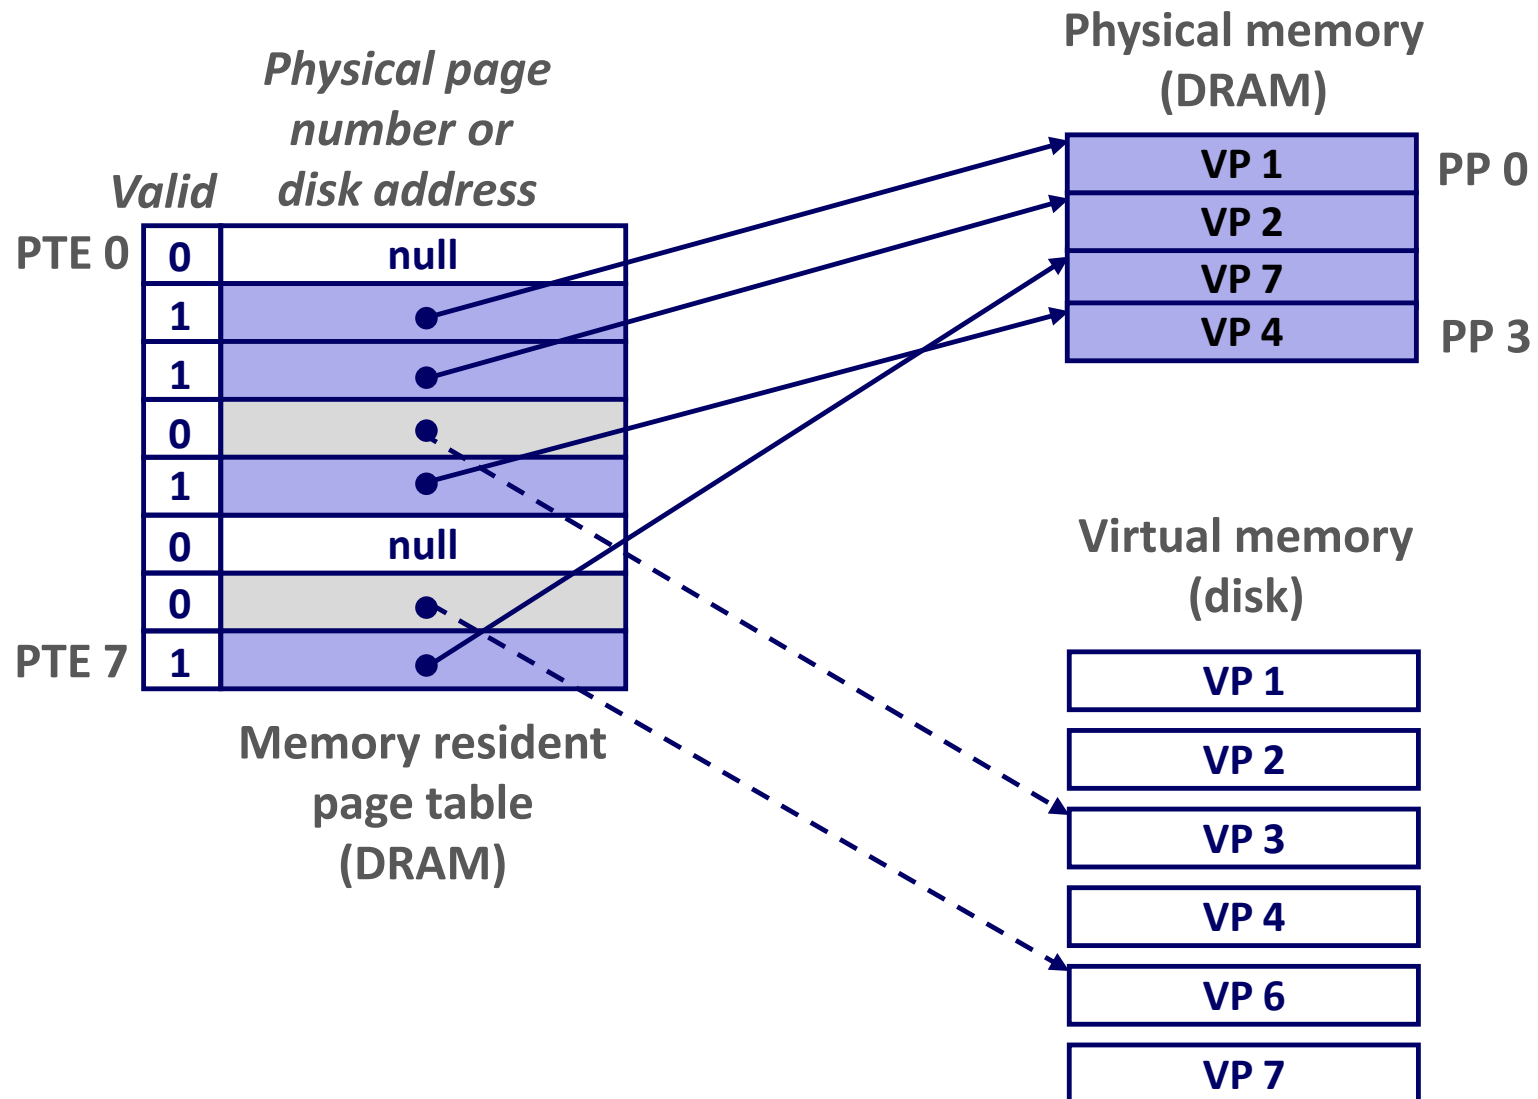 Physical page
number or
disk address
Valid
PTE 0
0 null
1
1
0
1
0 null
0
PTE 7 1
Memory resident
page table
(DRAM)
Physical memory
(DRAM)
VP 1 PP 0
VP 2
VP 7
VP 4 PP 3
Virtual memory
(disk)
VP 1
VP 2
VP 3
VP 4
VP 6
VP 7